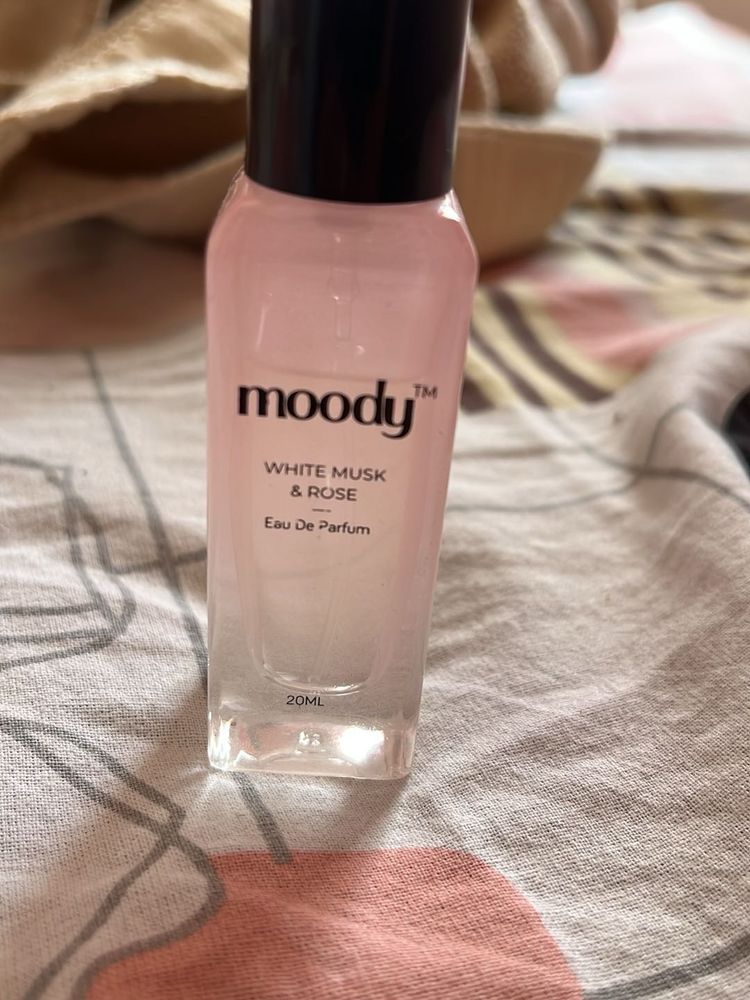 moody™
WHITE MUSK
& ROSE
Eau De Parfum
20ML